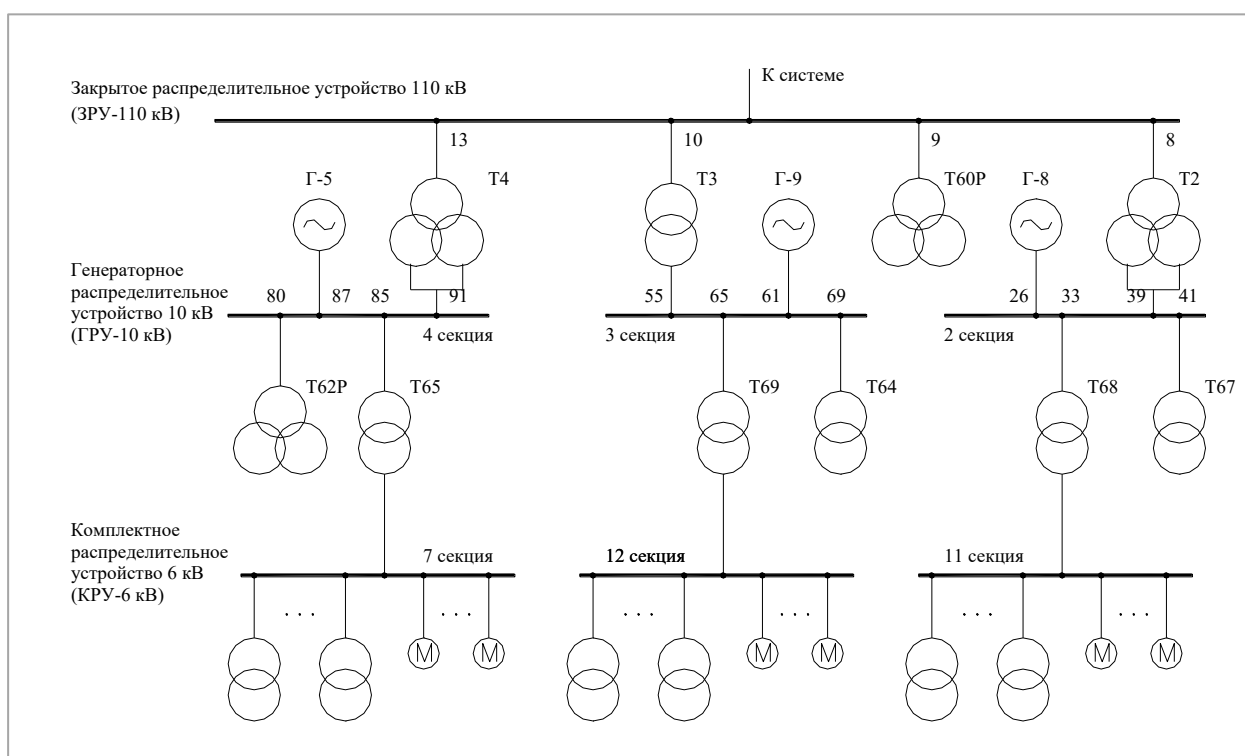 К системе
Закрытое распределительное устройство 110 кВ
(ЗРУ-110 кВ)
13 10 9 8
Г-5 Т4 Т3 Г-9 Т60Р Г-8 Т2
Генераторное
распределительное
устройство 10 кВ
(ГРУ-10 кВ)
80 87 85 91 55 65 61 69 26 33 39 41
4 секция 3 секция 2 секция
Т62Р Т65 Т69 Т64 Т68 Т67
Комплектное
распределительное
устройство 6 кВ
(КРУ-6 кВ)
7 секция 12 секция 11 секция
. . . . . . . . . . . . . . . . . .
М М М М М М